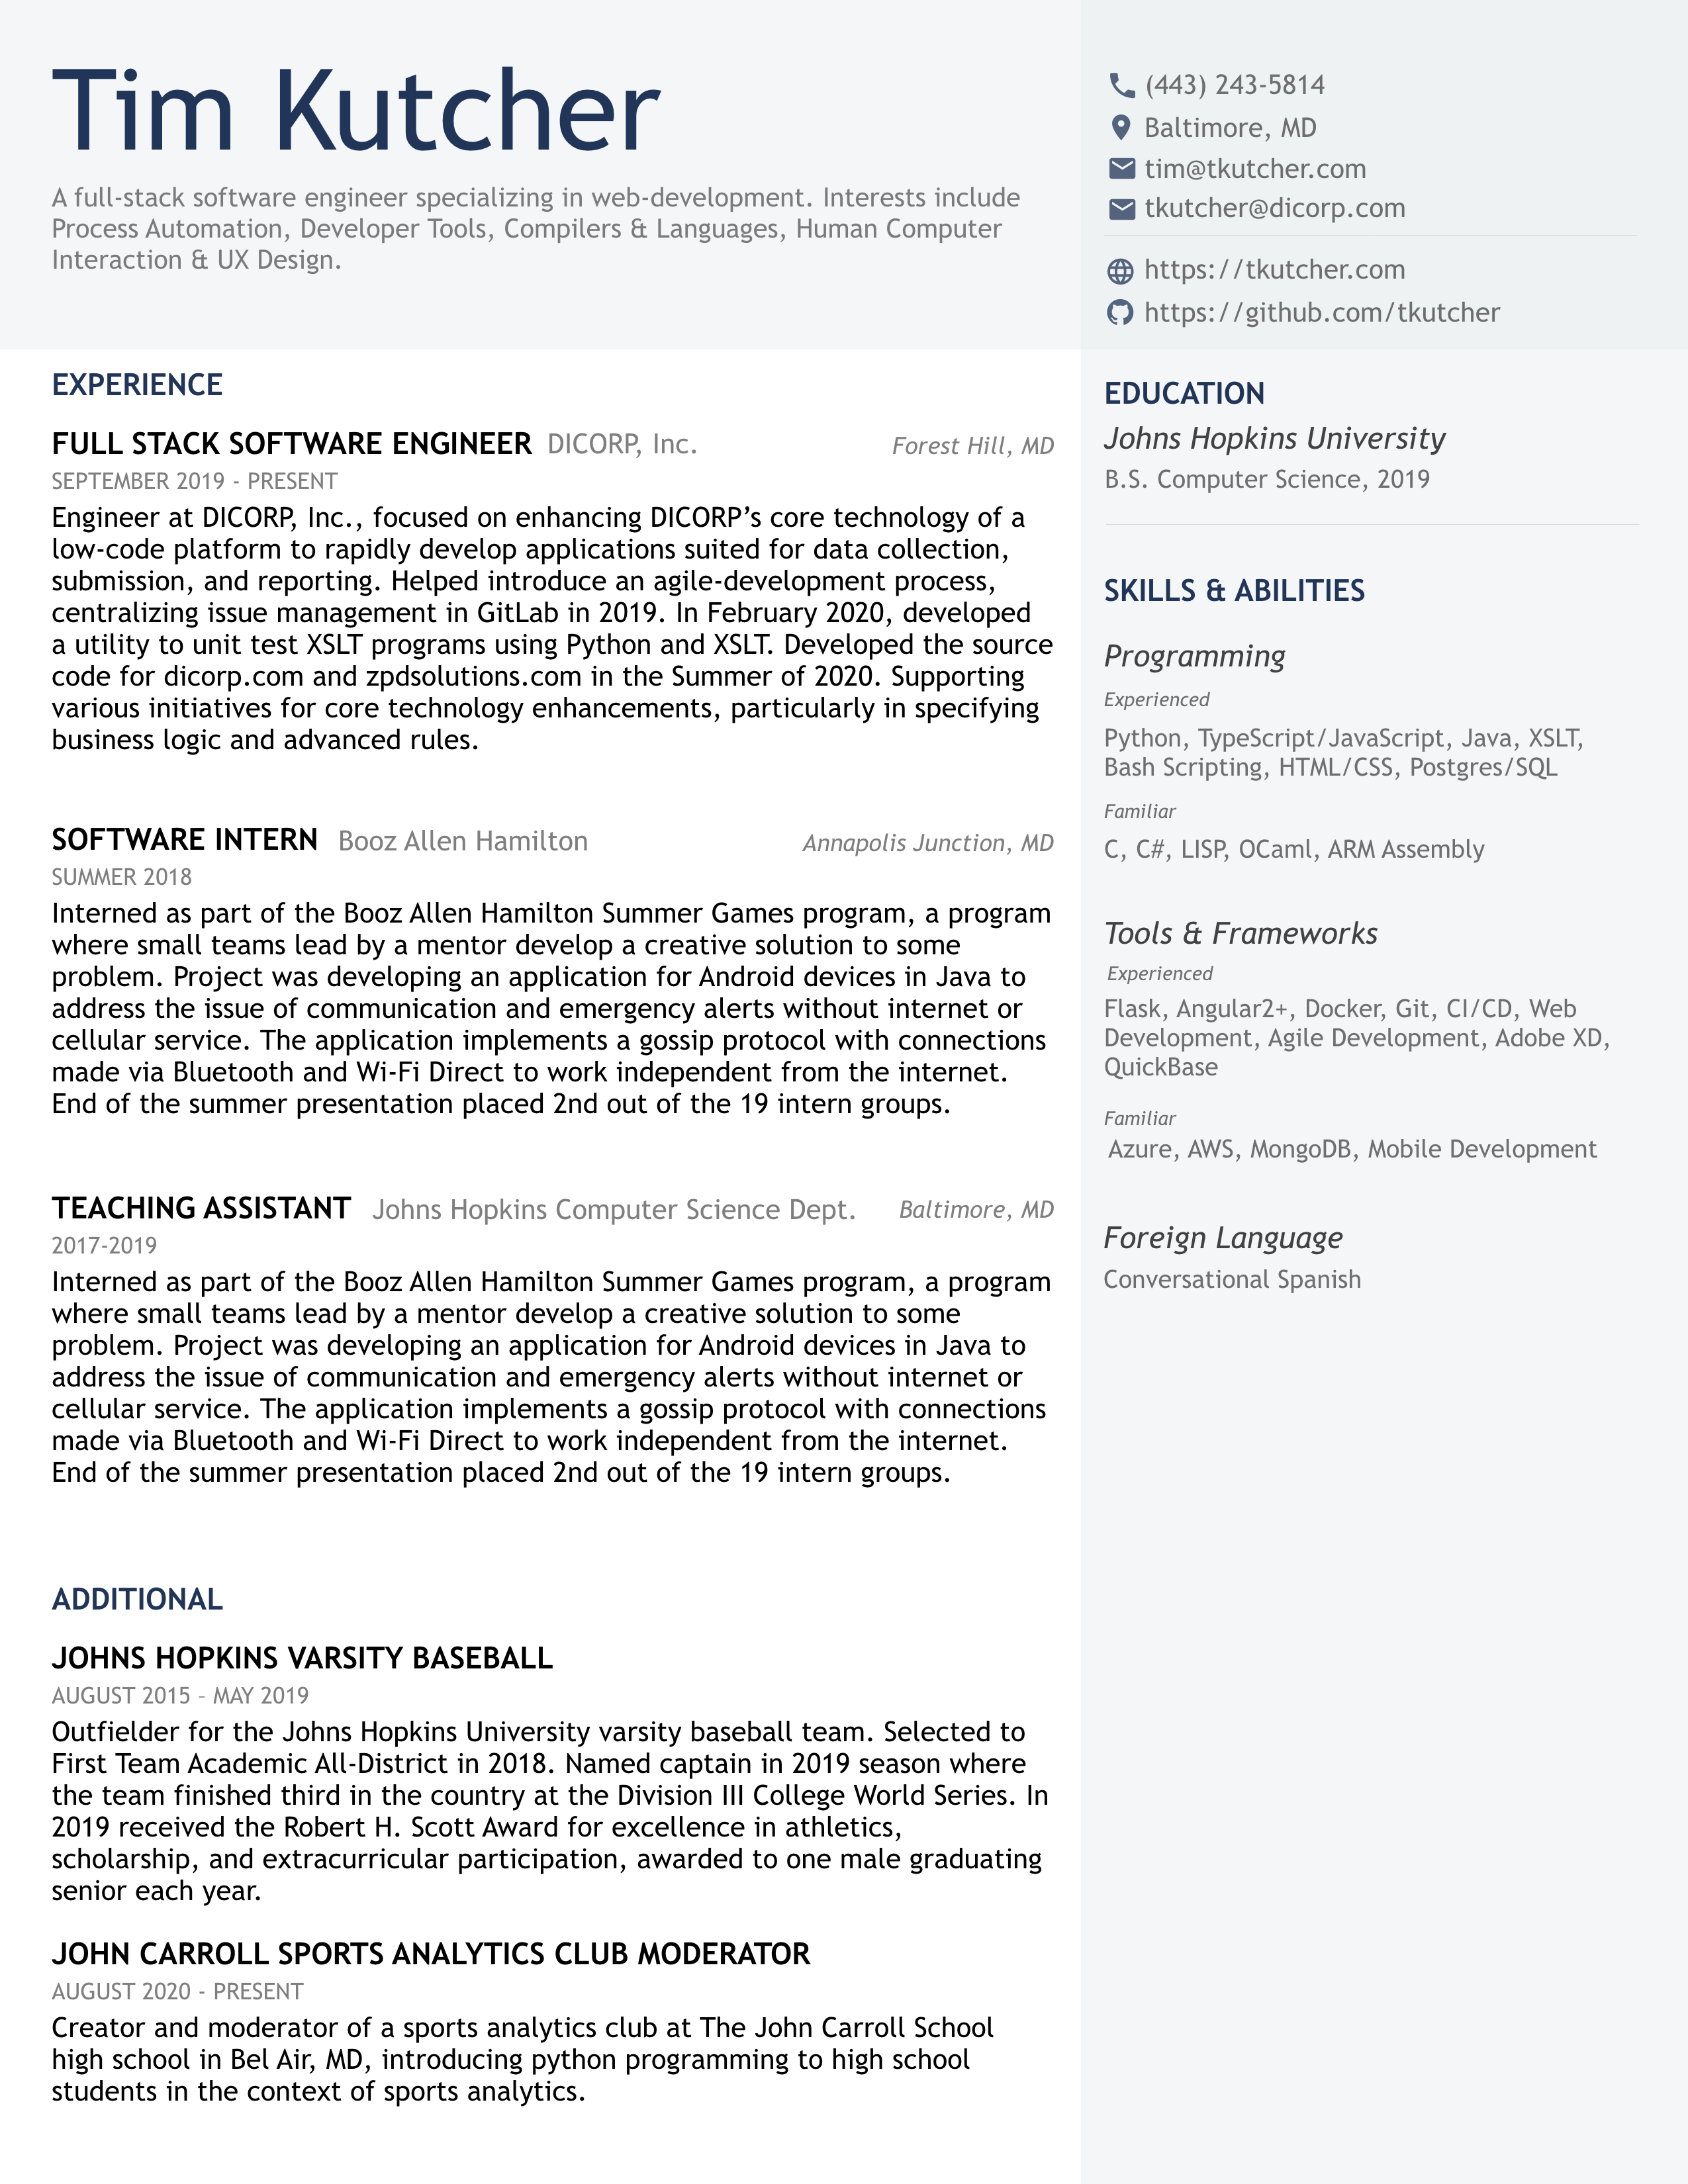 Tim Kutcher
A full-stack software engineer specializing in web-development. Interests include
Process Automation, Developer Tools, Compilers & Languages, Human Computer
Interaction & UX Design.
(443) 243-5814
Baltimore, MD
tim@tkutcher.com
tkutcher@dicorp.com
https://tkutcher.com
https://github.com/tkutcher
EXPERIENCE
FULL STACK SOFTWARE ENGINEER DICORP, Inc. Forest Hill, MD
SEPTEMBER 2019 - PRESENT
Engineer at DICORP, Inc., focused on enhancing DICORP’s core technology of a
low-code platform to rapidly develop applications suited for data collection,
submission, and reporting. Helped introduce an agile-development process,
centralizing issue management in GitLab in 2019. In February 2020, developed
a utility to unit test XSLT programs using Python and XSLT. Developed the source
code for dicorp.com and zpdsolutions.com in the Summer of 2020. Supporting
various initiatives for core technology enhancements, particularly in specifying
business logic and advanced rules.
SOFTWARE INTERN Booz Allen Hamilton Annapolis Junction, MD
SUMMER 2018
Interned as part of the Booz Allen Hamilton Summer Games program, a program
where small teams lead by a mentor develop a creative solution to some
problem. Project was developing an application for Android devices in Java to
address the issue of communication and emergency alerts without internet or
cellular service. The application implements a gossip protocol with connections
made via Bluetooth and Wi-Fi Direct to work independent from the internet.
End of the summer presentation placed 2nd out of the 19 intern groups.
TEACHING ASSISTANT Johns Hopkins Computer Science Dept. Baltimore, MD
2017-2019
Interned as part of the Booz Allen Hamilton Summer Games program, a program
where small teams lead by a mentor develop a creative solution to some
problem. Project was developing an application for Android devices in Java to
address the issue of communication and emergency alerts without internet or
cellular service. The application implements a gossip protocol with connections
made via Bluetooth and Wi-Fi Direct to work independent from the internet.
End of the summer presentation placed 2nd out of the 19 intern groups.
ADDITIONAL
JOHNS HOPKINS VARSITY BASEBALL
AUGUST 2015 – MAY 2019
Outfielder for the Johns Hopkins University varsity baseball team. Selected to
First Team Academic All-District in 2018. Named captain in 2019 season where
the team finished third in the country at the Division III College World Series. In
2019 received the Robert H. Scott Award for excellence in athletics,
scholarship, and extracurricular participation, awarded to one male graduating
senior each year.
JOHN CARROLL SPORTS ANALYTICS CLUB MODERATOR
AUGUST 2020 - PRESENT
Creator and moderator of a sports analytics club at The John Carroll School
high school in Bel Air, MD, introducing python programming to high school
students in the context of sports analytics.
EDUCATION
Johns Hopkins University
B.S. Computer Science, 2019
SKILLS & ABILITIES
Programming
Experienced
Python, TypeScript/JavaScript, Java, XSLT,
Bash Scripting, HTML/CSS, Postgres/SQL
Familiar
C, C#, LISP, OCaml, ARM Assembly
Tools & Frameworks
Experienced
Flask, Angular2+, Docker, Git, CI/CD, Web
Development, Agile Development, Adobe XD,
QuickBase
Familiar
Azure, AWS, MongoDB, Mobile Development
Foreign Language
Conversational Spanish